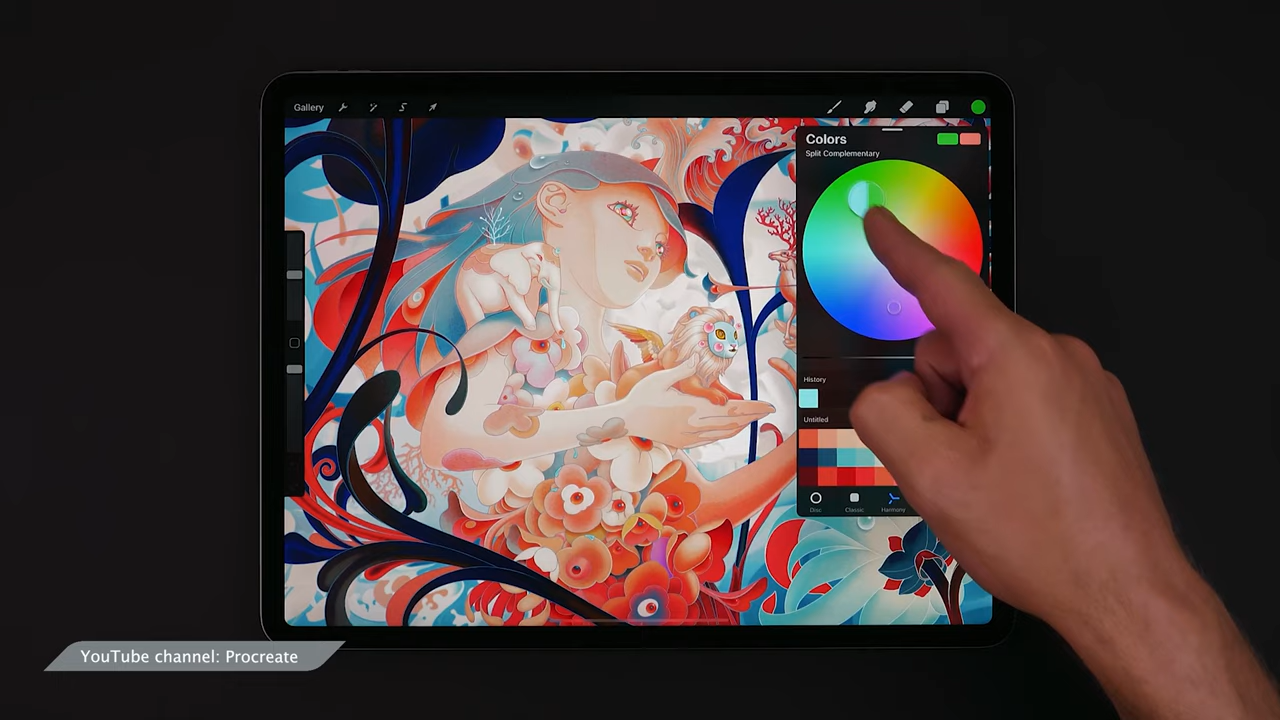 Gallery
Colors
Split Complementary
History
Untitled
Disc
Classic
Harmony
YouTube channel: Procreate